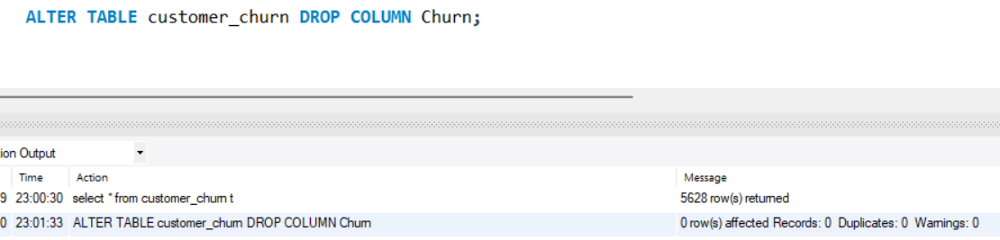 ALTER TABLE customer_churn DROP COLUMN Churn;
ion Output
Time Action Message
9 23:00:30 select * from customer_churn t 5628 row(s) returned
0 23:01:33 ALTER TABLE customer_churn DROP COLUMN Churn 0 row(s) affected Records: 0 Duplicates: 0 Warnings: 0